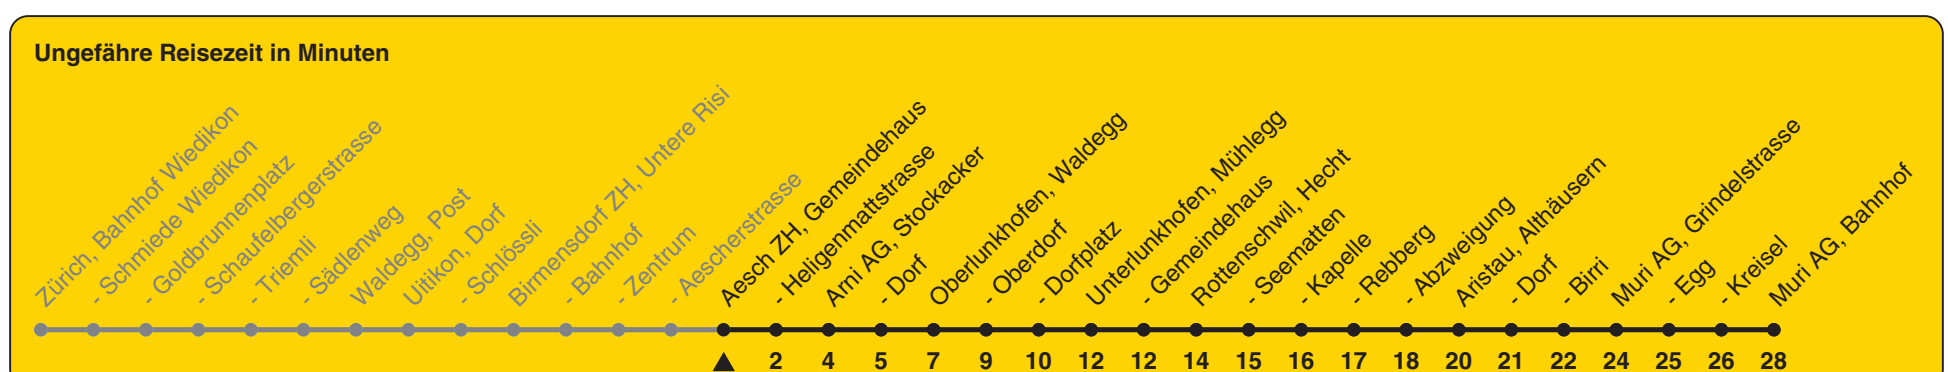 Ungefähre Reisezeit in Minuten
Zürich, Bahnhof Wiedikon
- Schmiede Wiedikon
- Goldbrunnenplatz
- Schaufelbergerstrasse
- Triemli
- Sädlenweg
Waldegg, Post
Uitikon, Dorf
- Schlössli
Birmensdorf ZH, Untere Risi
- Bahnhof
- Zentrum
- Aescherstrasse
Aesch ZH, Gemeindehaus
- Heligenmattstrasse
Arni AG, Stockacker
- Dorf
Oberlunkhofen, Waldegg
- Oberdorf
- Dorfplatz
Unterlunkhofen, Mühlegg
- Gemeindehaus
Rottenschwil, Hecht
- Seematten
- Kapelle
- Rebberg
- Abzweigung
Aristau, Althäusern
- Dorf
- Birri
Muri AG, Grindelstrasse
- Egg
- Kreisel
Muri AG, Bahnhof
2 4 5 7 9 10 12 12 14 15 16 17 18 20 21 22 24 25 26 28